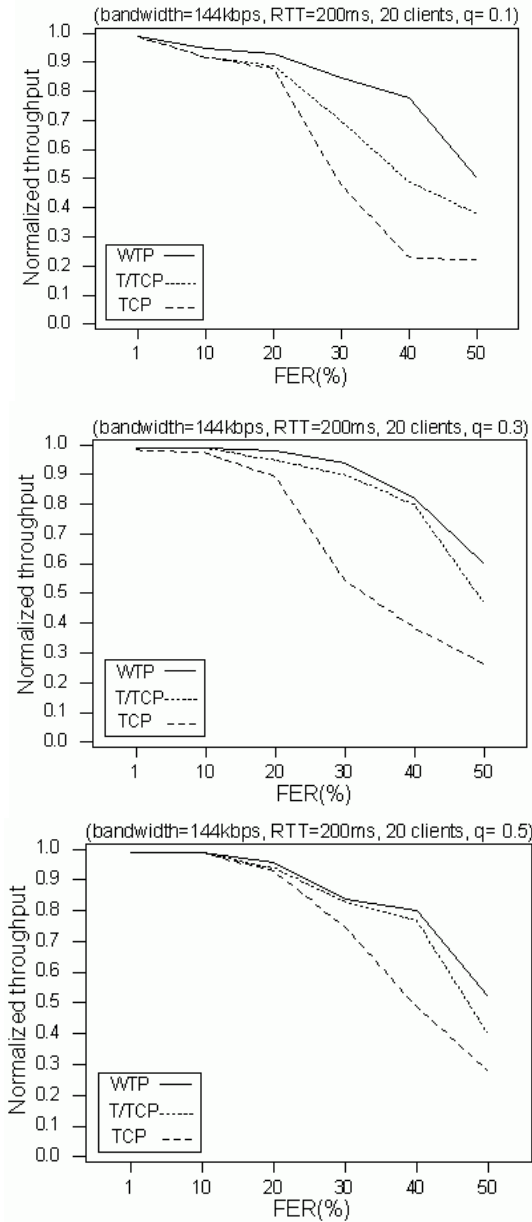 (bandwidth=144kbps, RTT=200ms, 20 clients, q= 0.1)
Normalized throughput
1.0
0.9
0.8
0.7
0.6
0.5
0.4
0.3
0.2
0.1
0.0
WTP
T/TCP
TCP
1 10 20 30 40 50
FER(%)
(bandwidth=144kbps, RTT=200ms, 20 clients, q= 0.3)
Normalized throughput
1.0
0.9
0.8
0.7
0.6
0.5
0.4
0.3
0.2
0.1
0.0
WTP
T/TCP
TCP
1 10 20 30 40 50
FER(%)
(bandwidth=144kbps, RTT=200ms, 20 clients, q= 0.5)
Normalized throughput
1.0
0.9
0.8
0.7
0.6
0.5
0.4
0.3
0.2
0.1
0.0
WTP
T/TCP
TCP
1 10 20 30 40 50
FER(%)